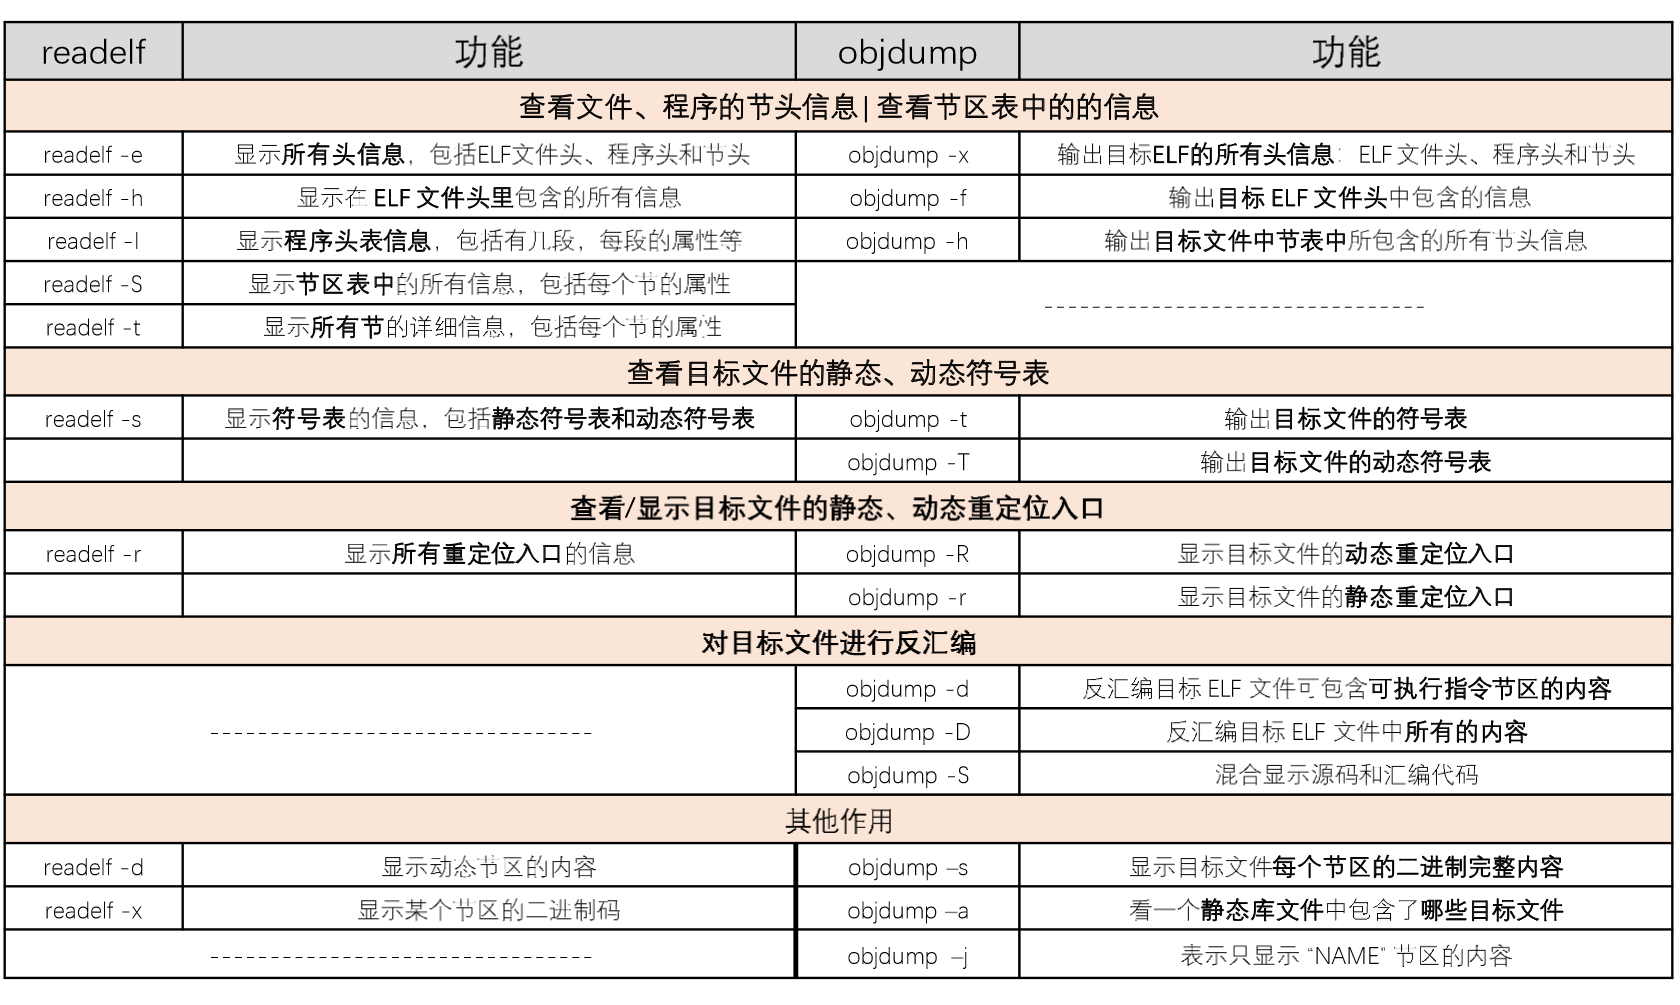 readelf 功能 objdump 功能
查看文件、程序的节头信息| 查看节区表中的的信息
readelf -e 显示所有头信息，包括ELF文件头、程序头和节头 objdump -x 输出目标ELF的所有头信息：ELF 文件头、程序头和节头
readelf -h 显示在 ELF 文件头里包含的所有信息 objdump -f 输出目标 ELF 文件头中包含的信息
readelf -l 显示程序头表信息，包括有几段，每段的属性等 objdump -h 输出目标文件中节表中所包含的所有节头信息
readelf -S 显示节区表中的所有信息，包括每个节的属性 --------------------------------
readelf -t 显示所有节的详细信息，包括每个节的属性
查看目标文件的静态、动态符号表
readelf -s 显示符号表的信息，包括静态符号表和动态符号表 objdump -t 输出目标文件的符号表
objdump -T 输出目标文件的动态符号表
查看/显示目标文件的静态、动态重定位入口
readelf -r 显示所有重定位入口的信息 objdump -R 显示目标文件的动态重定位入口
objdump -r 显示目标文件的静态重定位入口
对目标文件进行反汇编
objdump -d 反汇编目标 ELF 文件可包含可执行指令节区的内容
-------------------------------- objdump -D 反汇编目标 ELF 文件中所有的内容
objdump -S 混合显示源码和汇编代码
其他作用
readelf -d 显示动态节区的内容 objdump –s 显示目标文件每个节区的二进制完整内容
readelf -x 显示某个节区的二进制码 objdump –a 看一个静态库文件中包含了哪些目标文件
-------------------------------- objdump –j 表示只显示 “NAME” 节区的内容